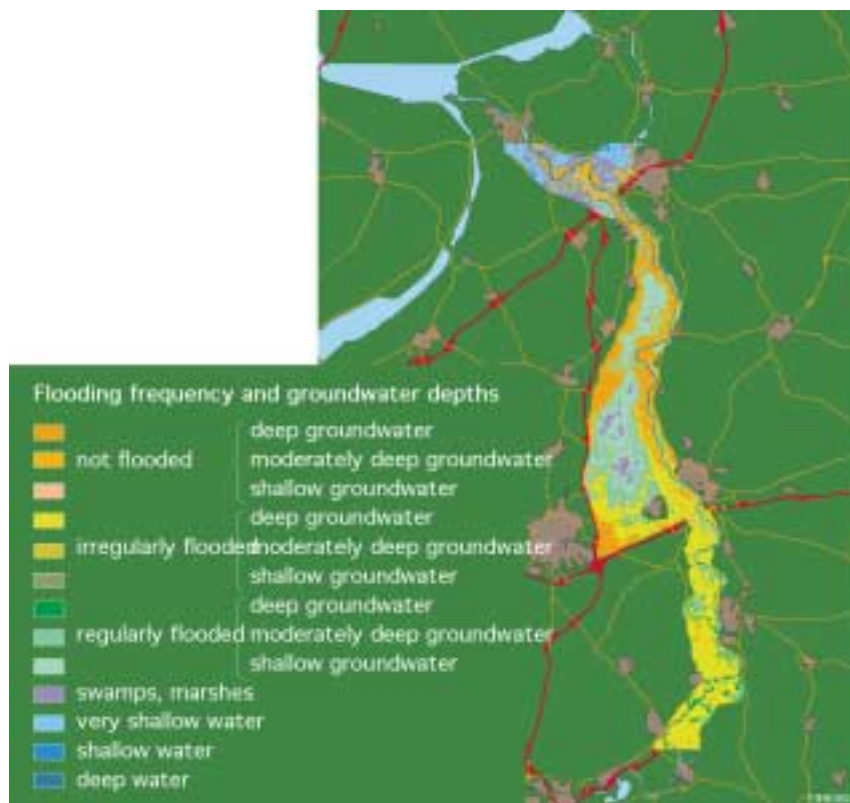 Flooding frequency and groundwater depths
deep groundwater
not flooded moderately deep groundwater
shallow groundwater
deep groundwater
irregularly flooded moderately deep groundwater
shallow groundwater
deep groundwater
regularly flooded moderately deep groundwater
shallow groundwater
swamps, marshes
very shallow water
shallow water
deep water